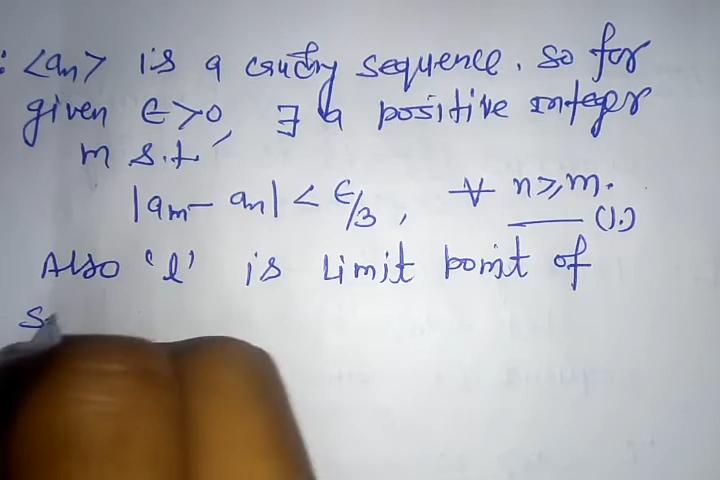 : <an> is a cauchy sequence. so for
given ϵ>0, ∃ a positive integer
m s.t
|am - an| < ϵ/3, ∀ n≥m.
—— (1.)
Also 'l' is limit point of
s